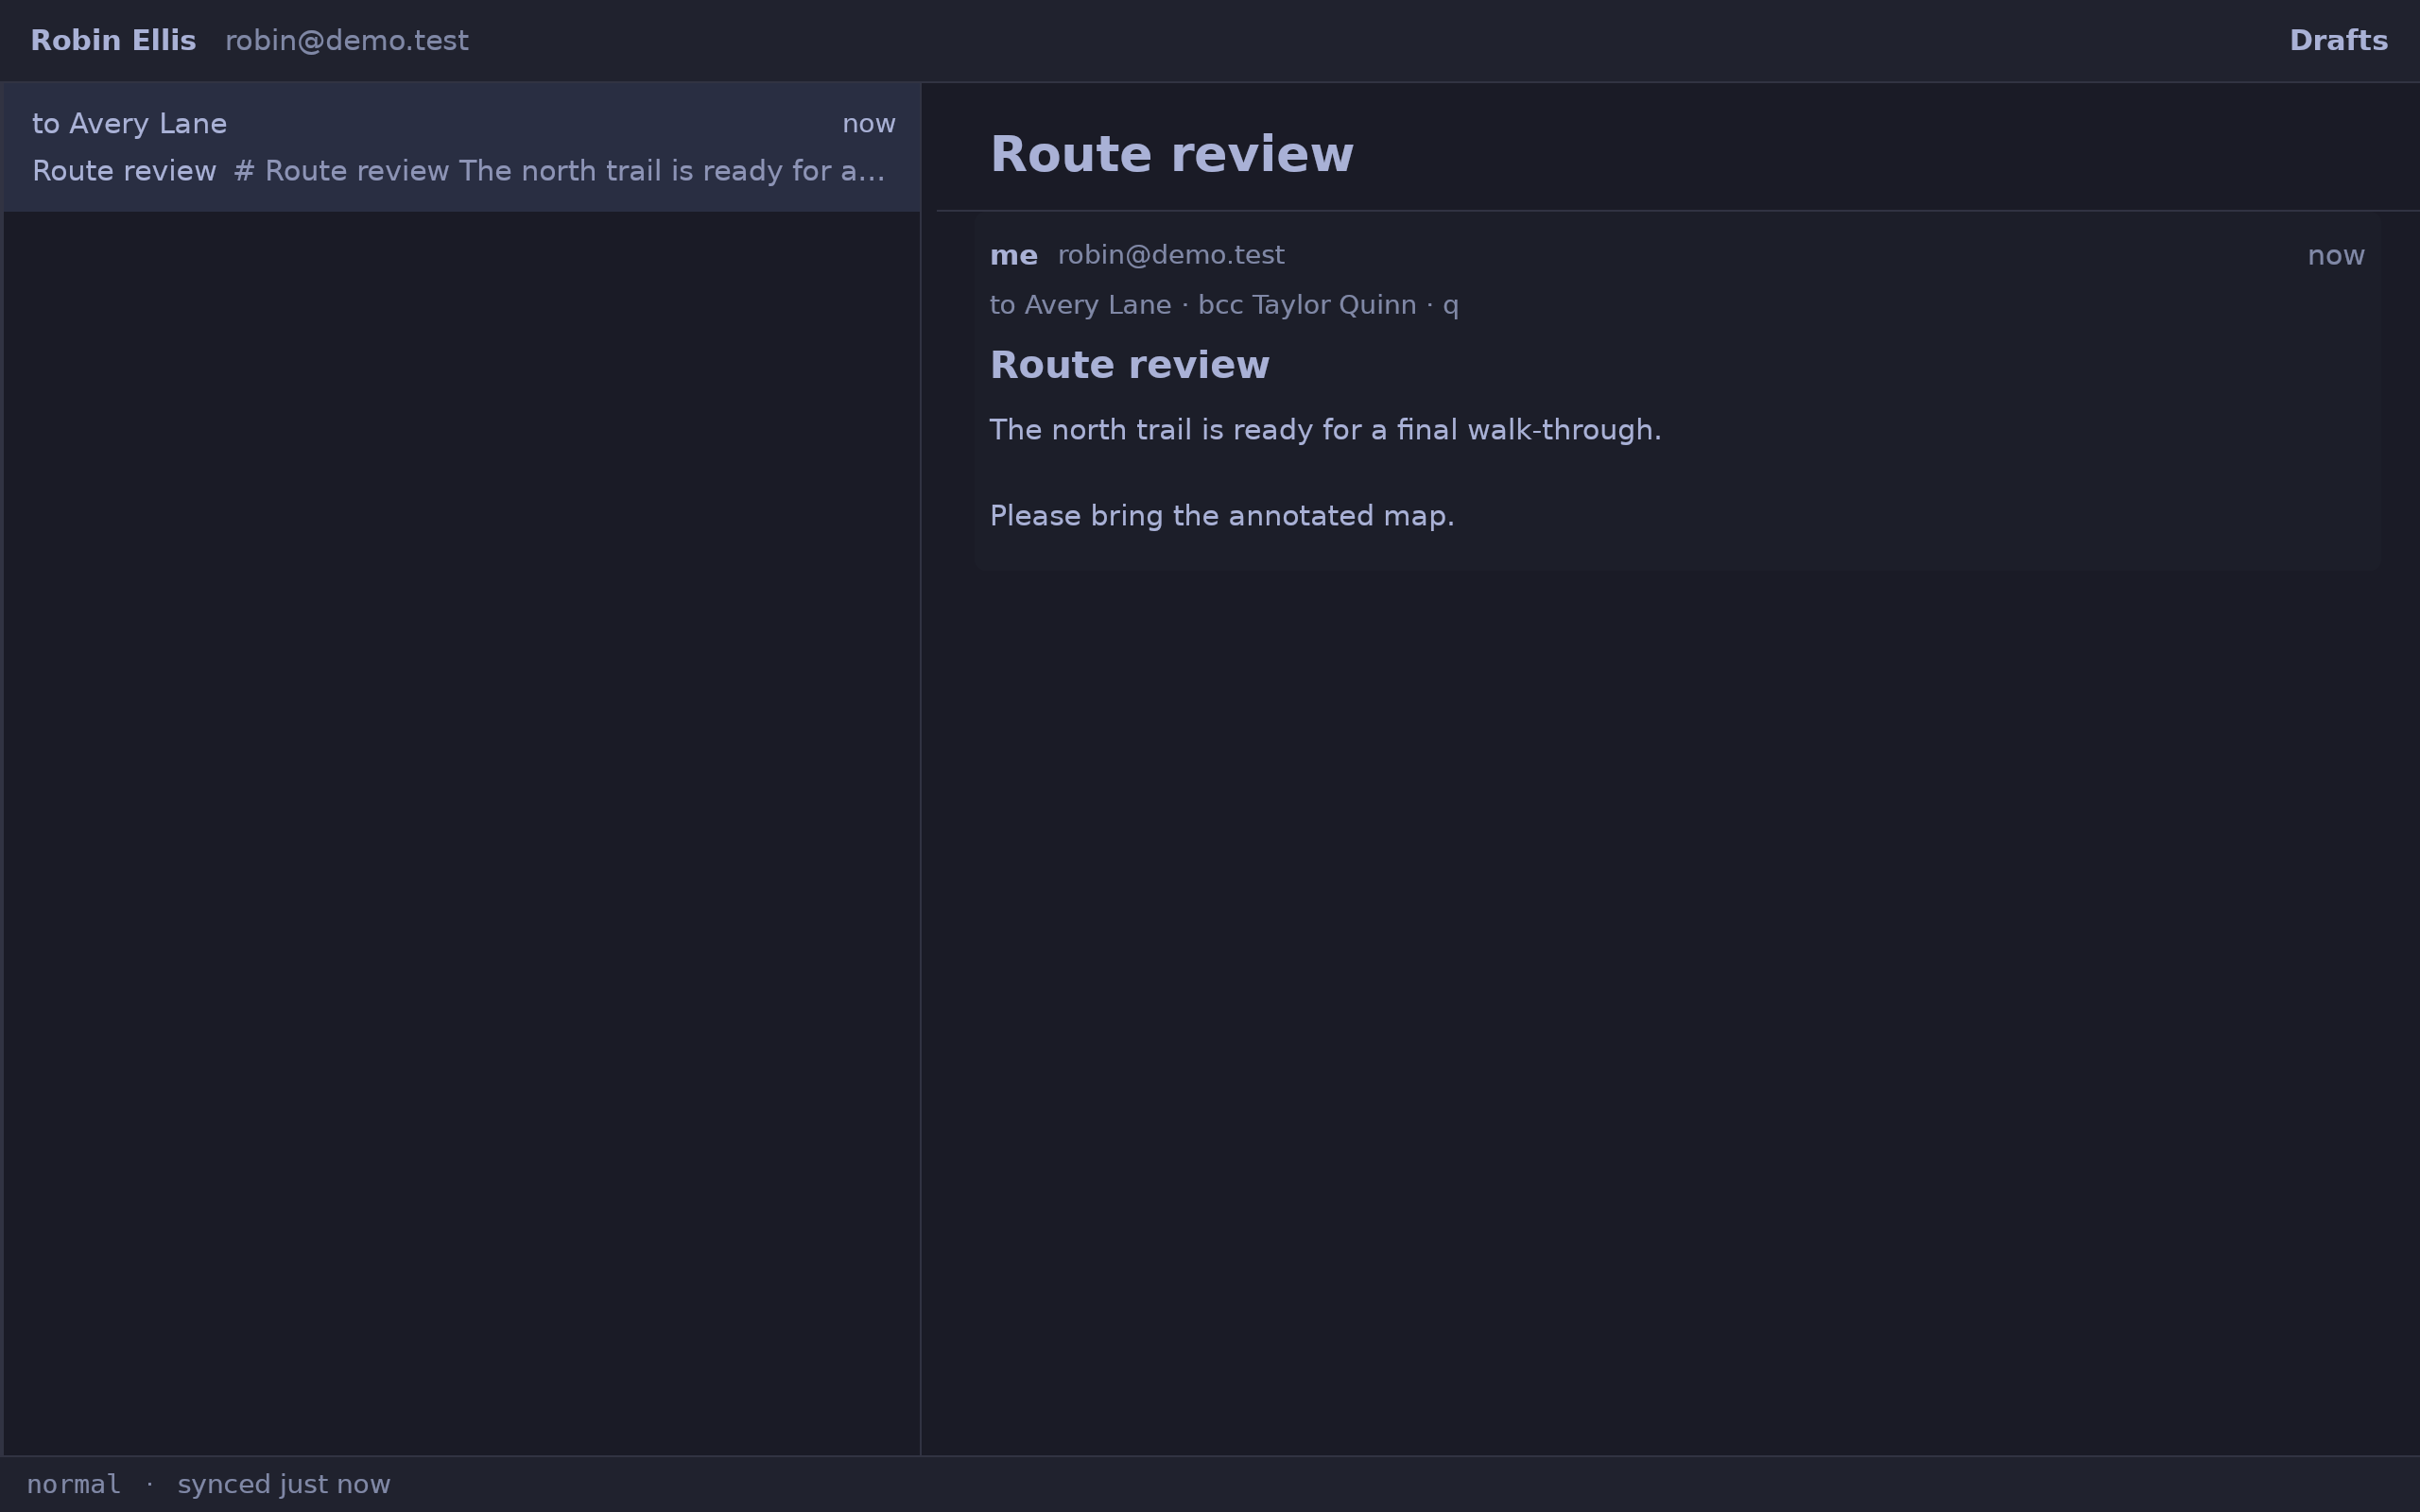 Robin Ellis robin@demo.test Drafts
to Avery Lane now
Route review # Route review The north trail is ready for a…
Route review
me robin@demo.test now
to Avery Lane · bcc Taylor Quinn · q
Route review
The north trail is ready for a final walk-through.
Please bring the annotated map.
normal · synced just now